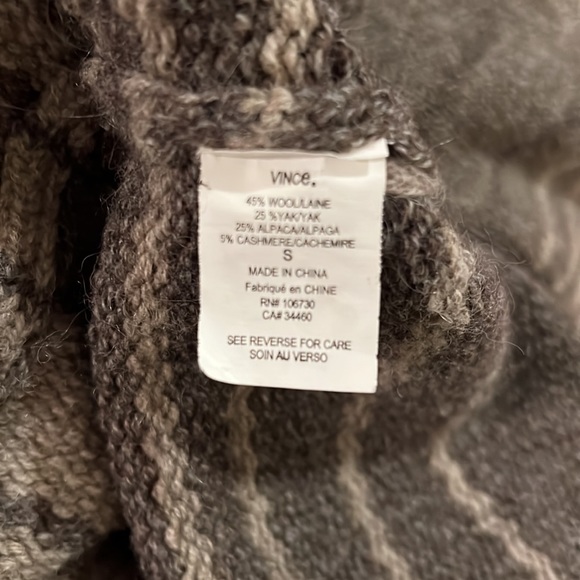 VINCe.
45% WOOL/LAINE
25 %YAK/YAK
25% ALPACA/ALPAGA
5% CASHMERE/CACHEMIRE
S
MADE IN CHINA
Fabriqué en CHINE
RN# 106730
CA# 34460
SEE REVERSE FOR CARE
SOIN AU VERSO